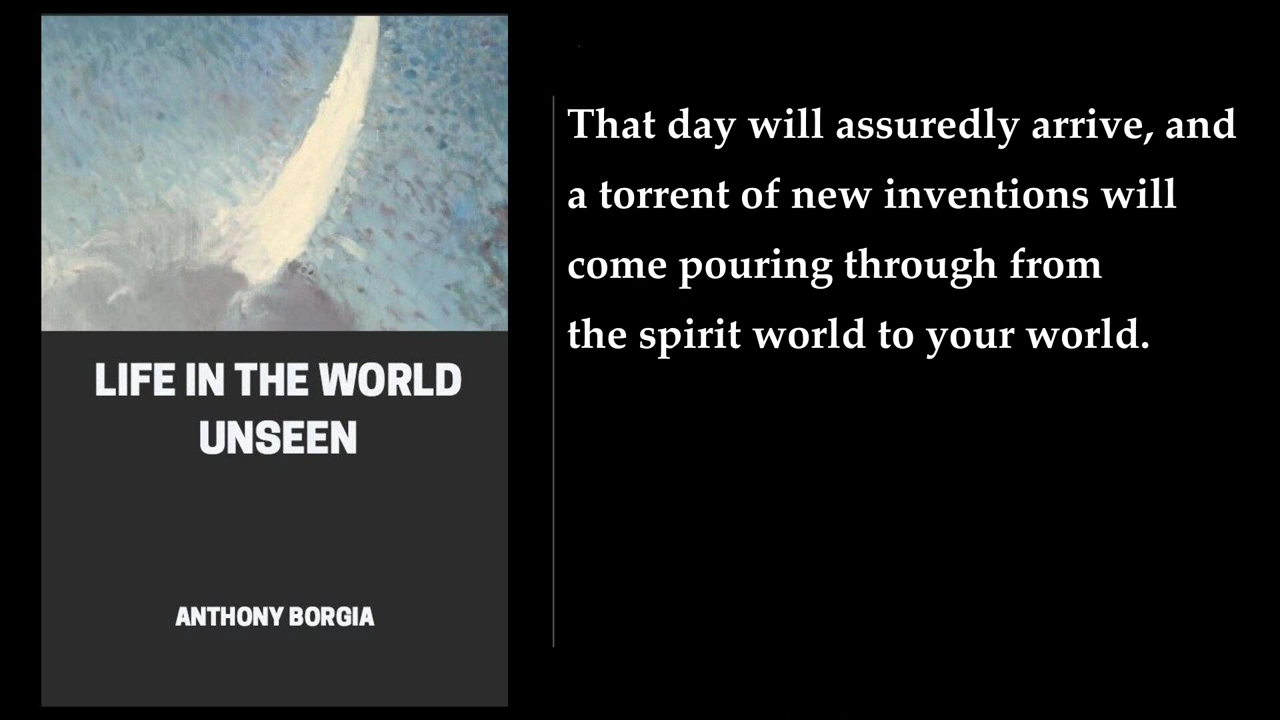 LIFE IN THE WORLD
UNSEEN
ANTHONY BORGIA
That day will assuredly arrive, and
a torrent of new inventions will
come pouring through from
the spirit world to your world.